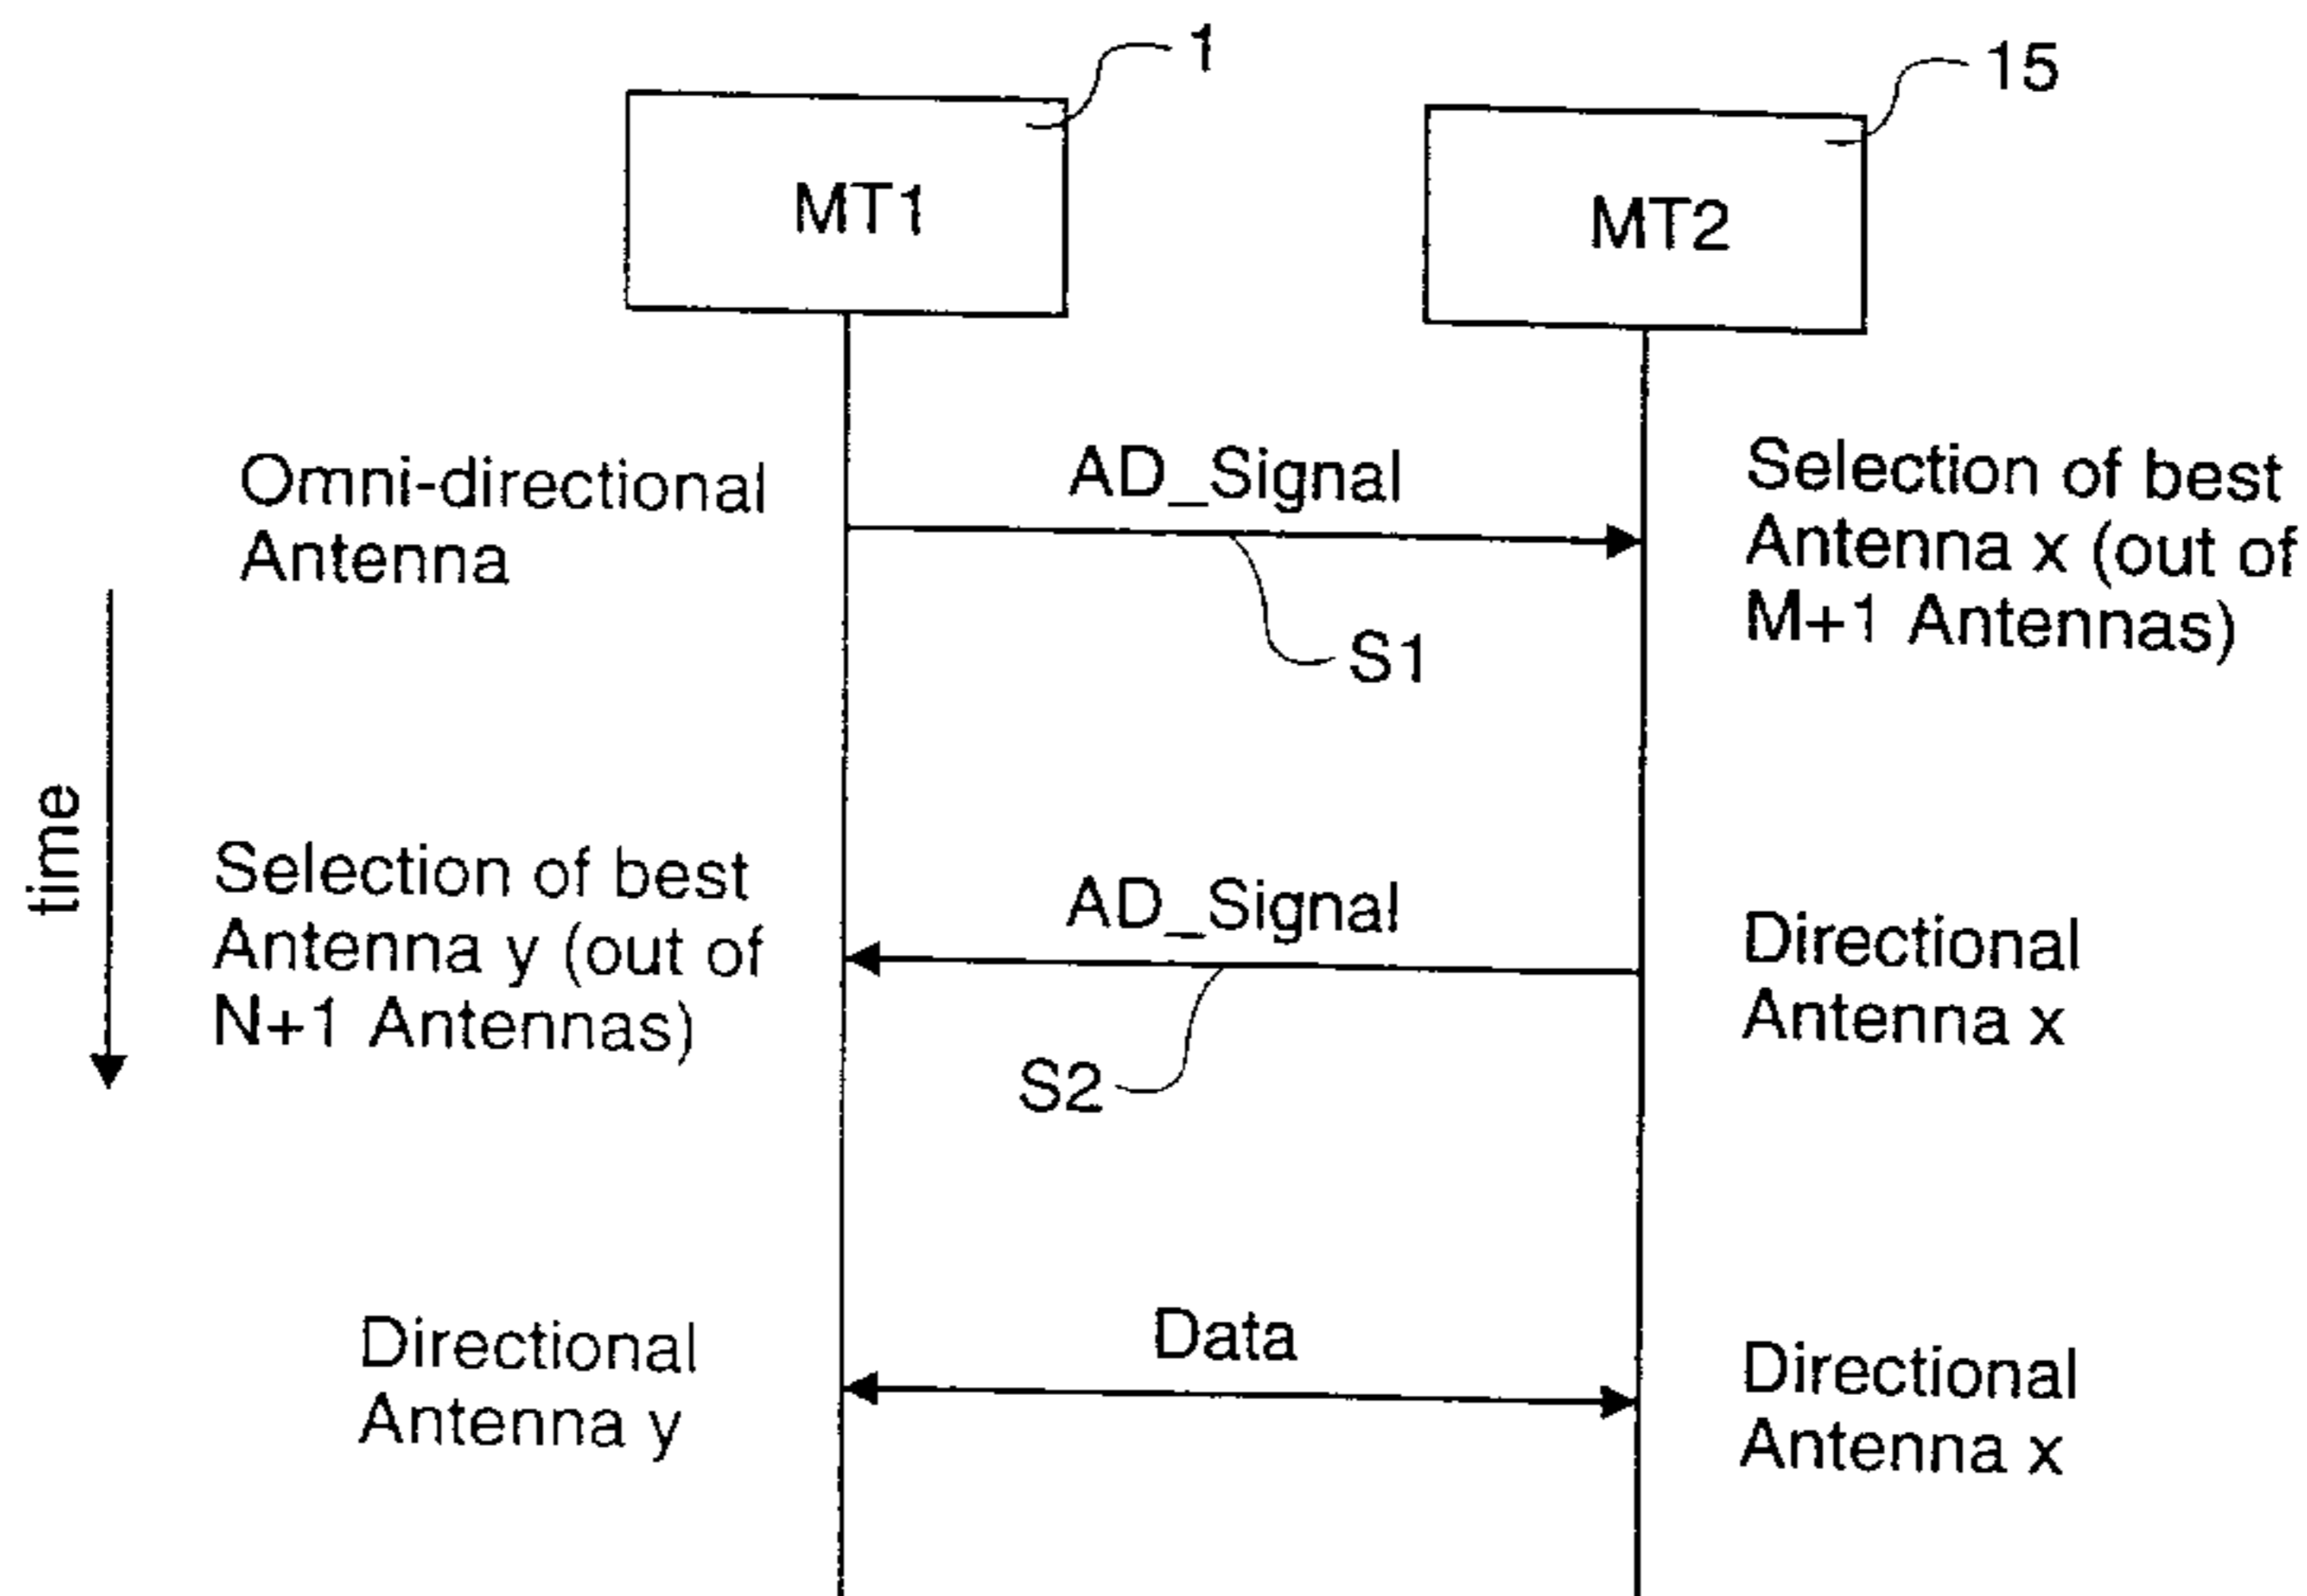 1
15
MT1
MT2
Omni-directional
Antenna
AD_Signal
S1
Selection of best
Antenna x (out of
M+1 Antennas)
time
Selection of best
Antenna y (out of
N+1 Antennas)
AD_Signal
S2
Directional
Antenna x
Directional
Antenna y
Data
Directional
Antenna x